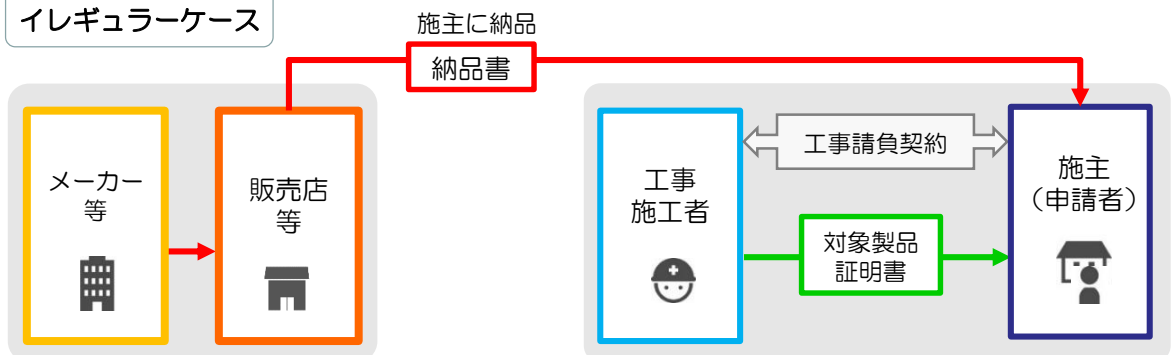 イレギュラーケース
施主に納品
納品書
メーカー
等
販売店
等
工事
施工者
工事請負契約
対象製品
証明書
施主
（申請者）